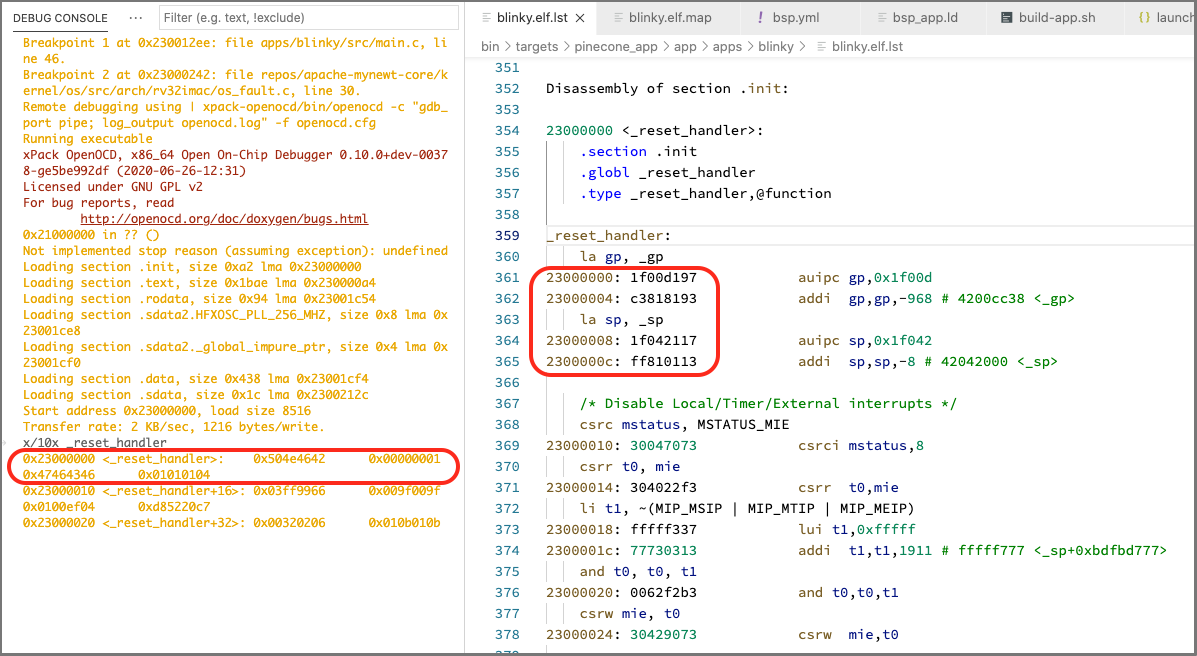 DEBUG CONSOLE ··· Filter (e.g. text, !exclude)
Breakpoint 1 at 0x230012ee: file apps/blinky/src/main.c, li
ne 46.
Breakpoint 2 at 0x23000242: file repos/apache-mynewt-core/k
ernel/os/src/arch/rv32imac/os_fault.c, line 30.
Remote debugging using | xpack-openocd/bin/openocd -c "gdb_
port pipe; log_output openocd.log" -f openocd.cfg
Running executable
xPack OpenOCD, x86_64 Open On-Chip Debugger 0.10.0+dev-0037
8-ge5be992df (2020-06-26-12:31)
Licensed under GNU GPL v2
For bug reports, read
http://openocd.org/doc/doxygen/bugs.html
0x21000000 in ?? ()
Not implemented stop reason (assuming exception): undefined
Loading section .init, size 0xa2 lma 0x23000000
Loading section .text, size 0x1bae lma 0x230000a4
Loading section .rodata, size 0x94 lma 0x23001c54
Loading section .sdata2.HFXOSC_PLL_256_MHZ, size 0x8 lma 0x
23001ce8
Loading section .sdata2._global_impure_ptr, size 0x4 lma 0x
23001cf0
Loading section .data, size 0x438 lma 0x23001cf4
Loading section .sdata, size 0x1c lma 0x2300212c
Start address 0x23000000, load size 8516
Transfer rate: 2 KB/sec, 1216 bytes/write.
x/10x _reset_handler
0x23000000 <_reset_handler>: 0x504e4642 0x00000001
0x47464346 0x01010104
0x23000010 <_reset_handler+16>: 0x03ff9966 0x009f009f
0x0100ef04 0xd85220c7
0x23000020 <_reset_handler+32>: 0x00320206 0x010b010b
blinky.elf.lst × blinky.elf.map ! bsp.yml bsp_app.ld build-app.sh {} launch
bin > targets > pinecone_app > app > apps > blinky > blinky.elf.lst
351
352 Disassembly of section .init:
353
354 23000000 <_reset_handler>:
355 .section .init
356 .globl _reset_handler
357 .type _reset_handler,@function
358
359 _reset_handler:
360 la gp, _gp
361 23000000: 1f00d197 auipc gp,0x1f00d
362 23000004: c3818193 addi gp,gp,-968 # 4200cc38 <_gp>
363 la sp, _sp
364 23000008: 1f042117 auipc sp,0x1f042
365 2300000c: ff810113 addi sp,sp,-8 # 42042000 <_sp>
366
367 /* Disable Local/Timer/External interrupts */
368 csrc mstatus, MSTATUS_MIE
369 23000010: 30047073 csrci mstatus,8
370 csrr t0, mie
371 23000014: 304022f3 csrr t0,mie
372 li t1, ~(MIP_MSIP | MIP_MTIP | MIP_MEIP)
373 23000018: fffff337 lui t1,0xfffff
374 2300001c: 77730313 addi t1,t1,1911 # fffff777 <_sp+0xbdfbd777>
375 and t0, t0, t1
376 23000020: 0062f2b3 and t0,t0,t1
377 csrw mie, t0
378 23000024: 30429073 csrw mie,t0